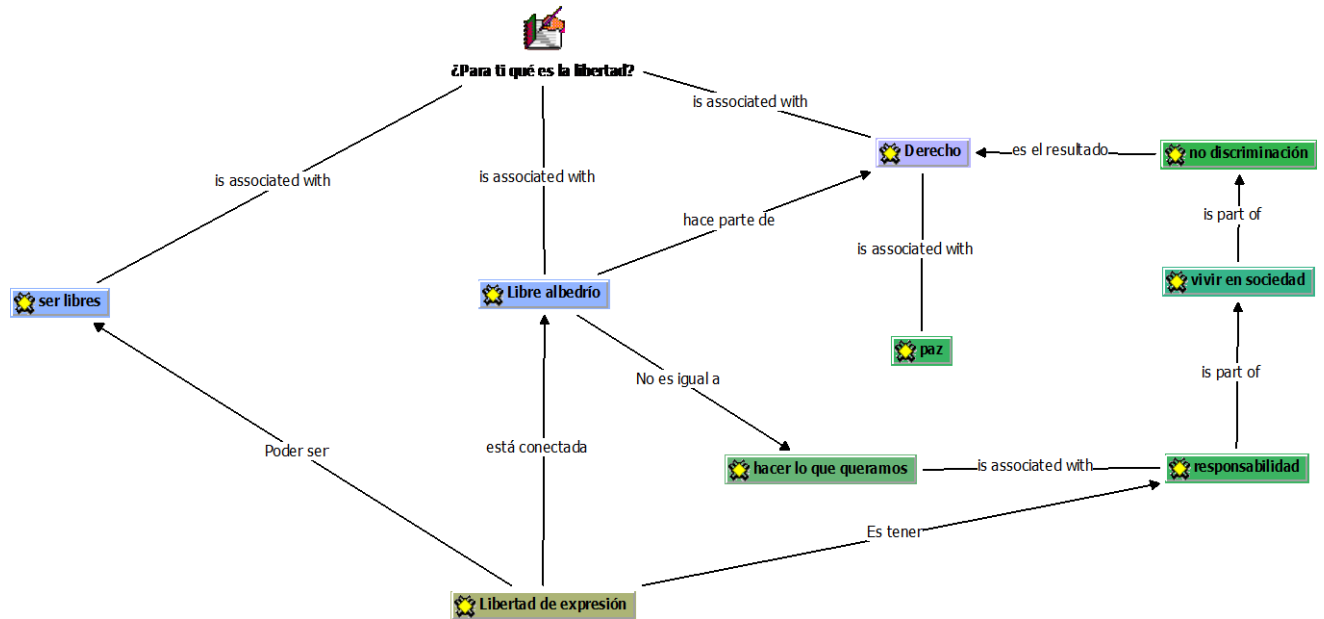 ¿Para ti qué es la libertad?
is associated with
Derecho
es el resultado
no discriminación
is associated with
is associated with
hace parte de
is part of
is associated with
ser libres
Libre albedrío
vivir en sociedad
paz
No es igual a
is part of
Poder ser
está conectada
hacer lo que queramos
is associated with
responsabilidad
Es tener
Libertad de expresión